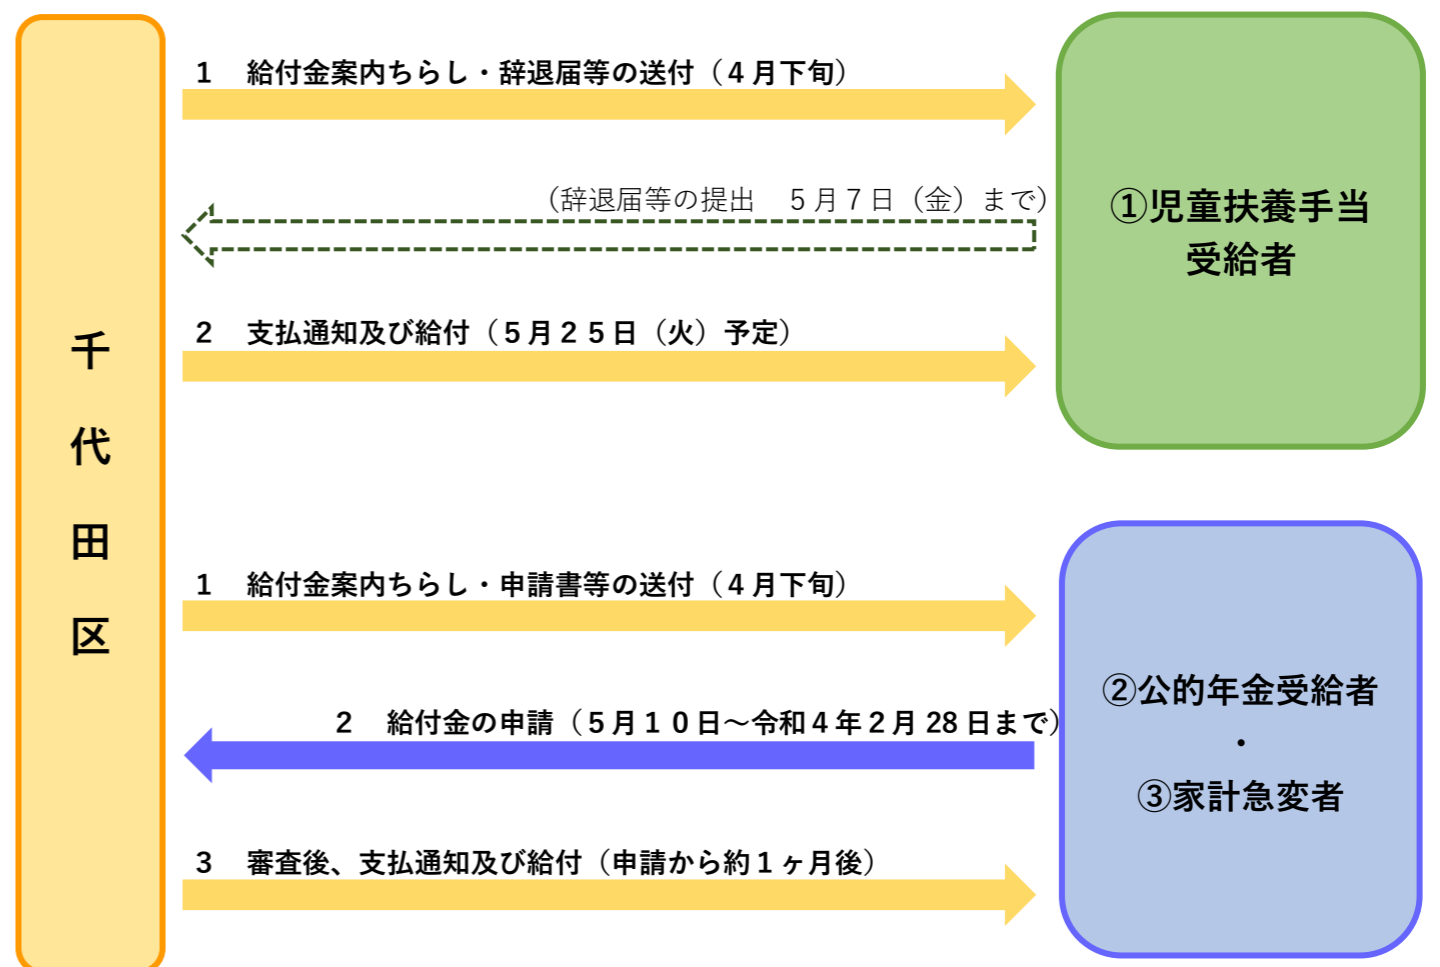 千代田区
1　給付金案内ちらし・辞退届等の送付（４月下旬）
（辞退届等の提出　５月７日（金）まで）
2　支払通知及び給付（５月２５日（火）予定）
①児童扶養手当
受給者
1　給付金案内ちらし・申請書等の送付（４月下旬）
2　給付金の申請（５月１０日～令和４年２月 28 日まで）
3　審査後、支払通知及び給付（申請から約１ヶ月後）
②公的年金受給者
・
③家計急変者